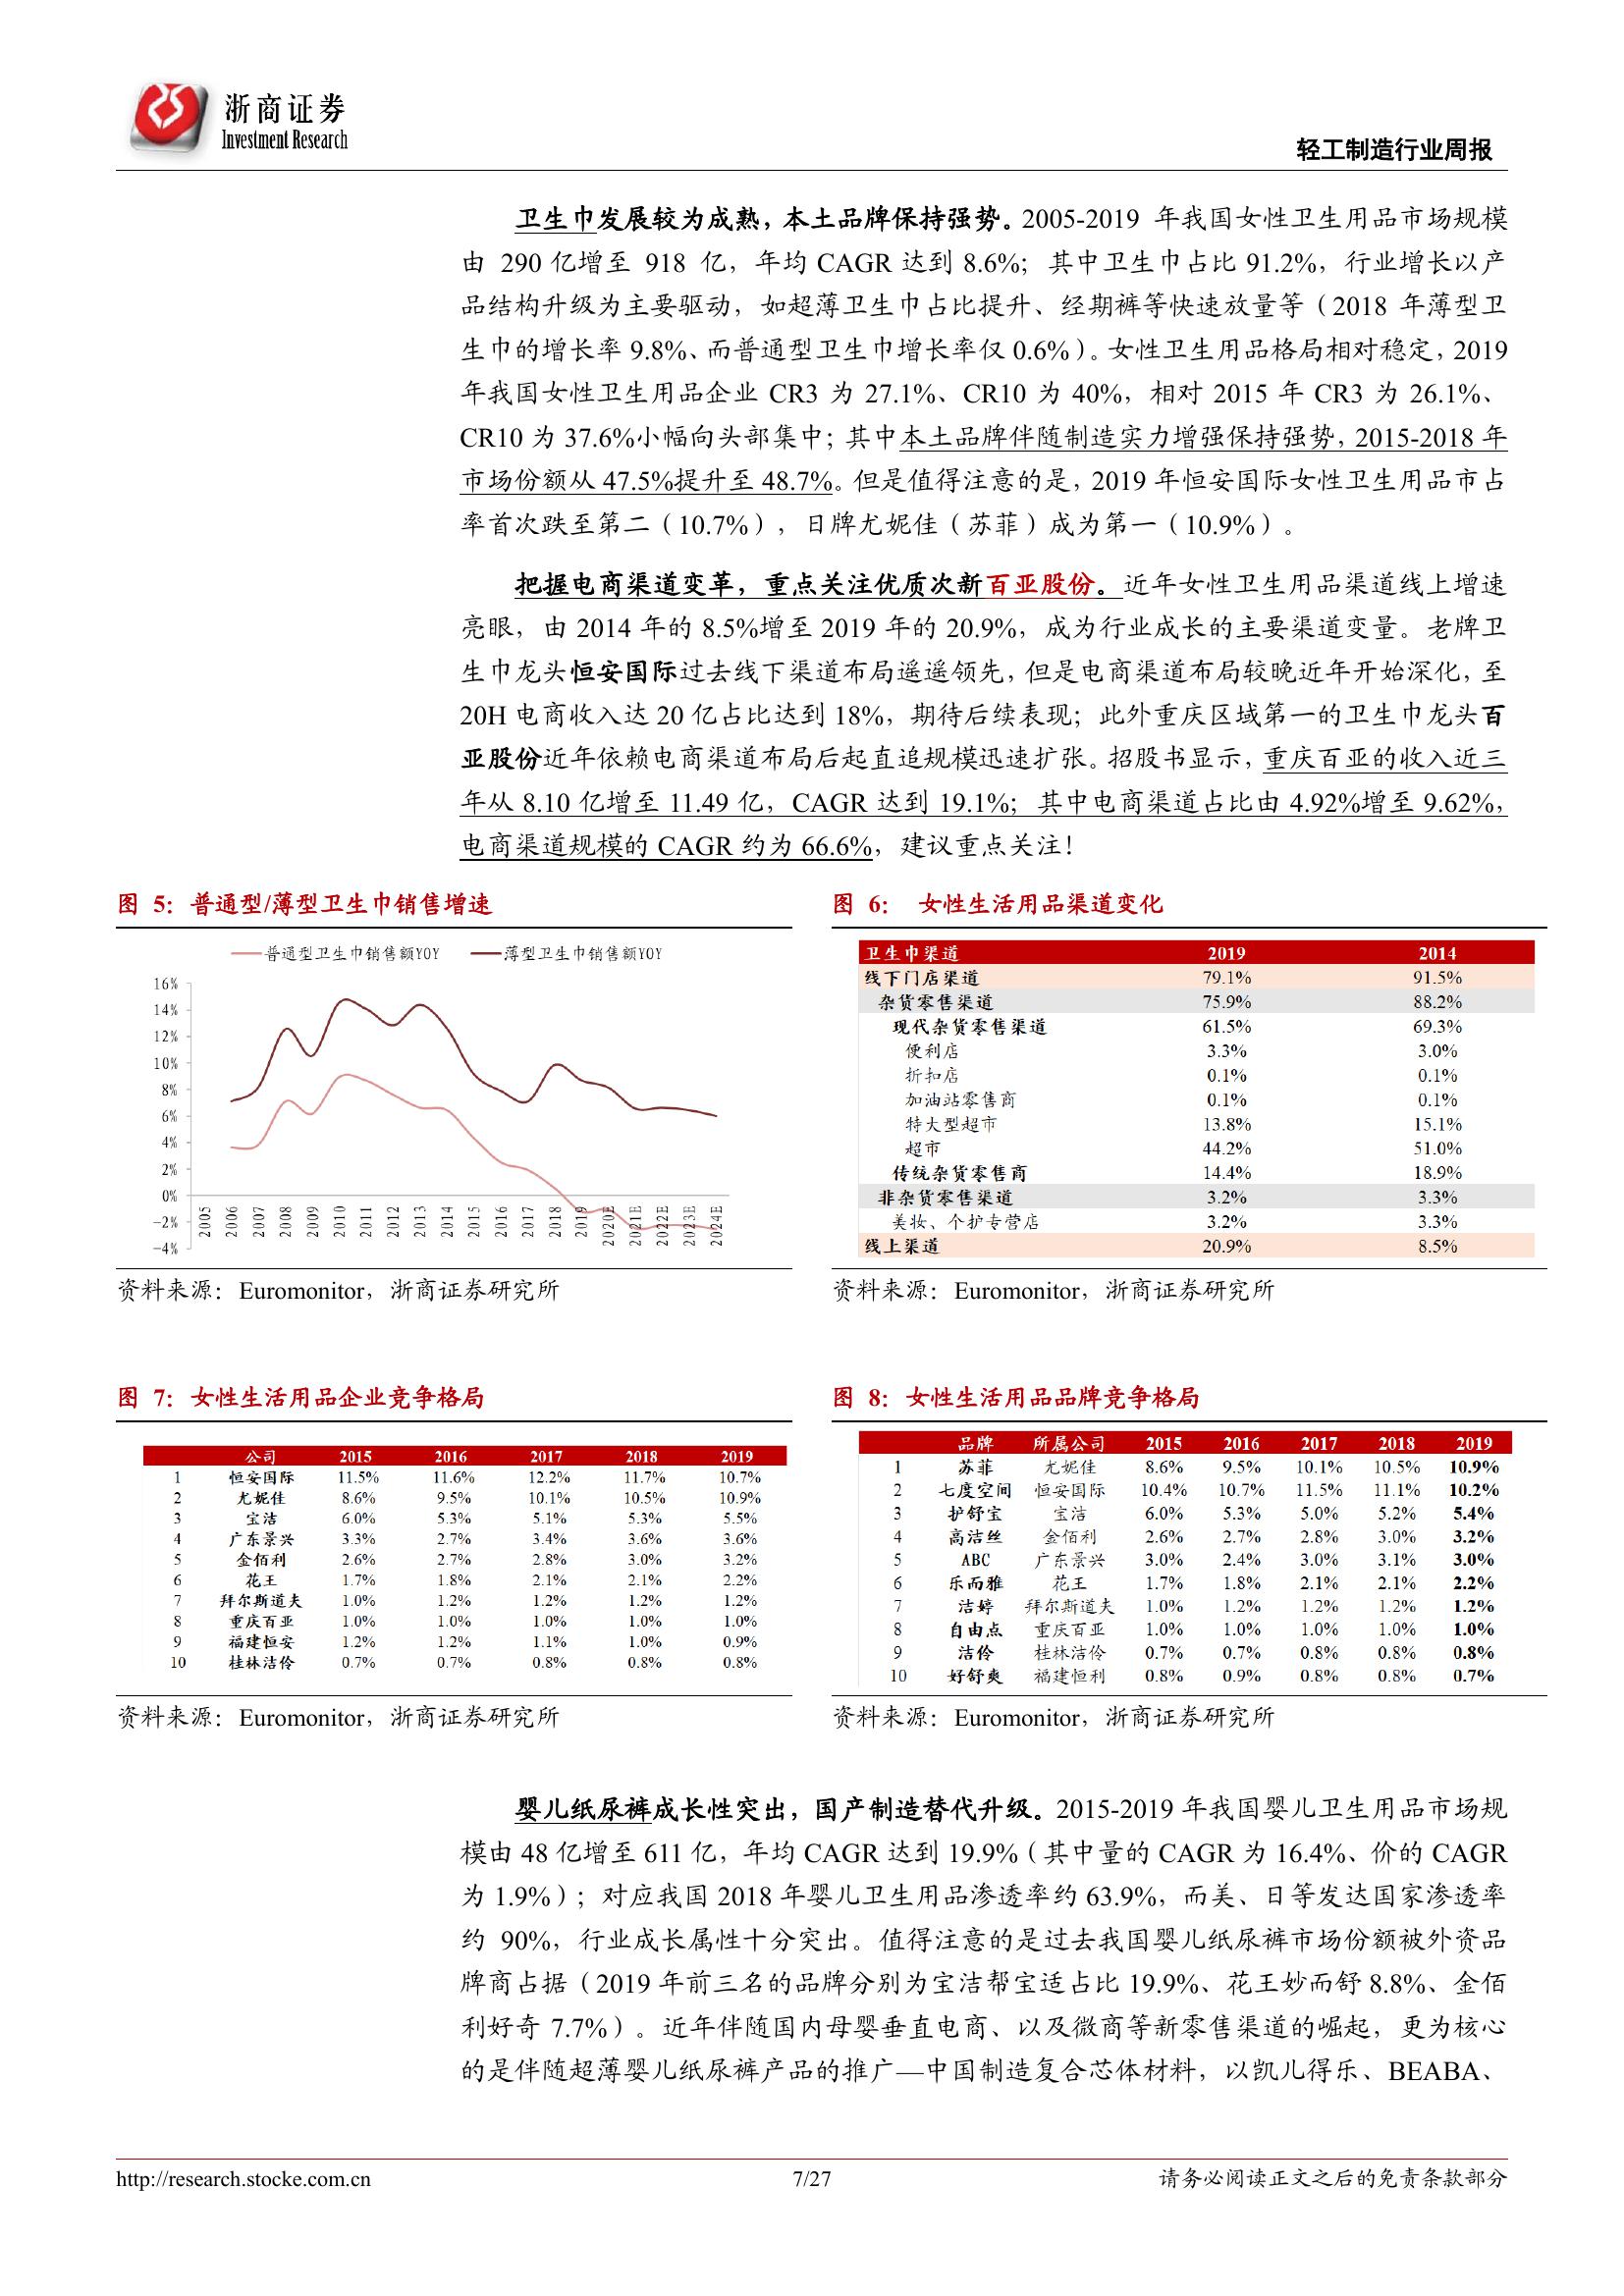 浙商证券
Investment Research
轻工制造行业周报
卫生巾发展较为成熟，本土品牌保持强势。2005-2019 年我国女性卫生用品市场规模
由 290 亿增至 918 亿，年均 CAGR 达到 8.6%；其中卫生巾占比 91.2%，行业增长以产
品结构升级为主要驱动，如超薄卫生巾占比提升、经期裤等快速放量等（2018 年薄型卫
生巾的增长率 9.8%、而普通型卫生巾增长率仅 0.6%）。女性卫生用品格局相对稳定，2019
年我国女性卫生用品企业 CR3 为 27.1%、CR10 为 40%，相对 2015 年 CR3 为 26.1%、
CR10 为 37.6%小幅向头部集中；其中本土品牌伴随制造实力增强保持强势，2015-2018 年
市场份额从 47.5%提升至 48.7%。但是值得注意的是，2019 年恒安国际女性卫生用品市占
率首次跌至第二（10.7%），日牌尤妮佳（苏菲）成为第一（10.9%）。
把握电商渠道变革，重点关注优质次新百亚股份。近年女性卫生用品渠道线上增速
亮眼，由 2014 年的 8.5%增至 2019 年的 20.9%，成为行业成长的主要渠道变量。老牌卫
生巾龙头恒安国际过去线下渠道布局遥遥领先，但是电商渠道布局较晚近年开始深化，至
20H 电商收入达 20 亿占比达到 18%，期待后续表现；此外重庆区域第一的卫生巾龙头百
亚股份近年依赖电商渠道布局后起直追规模迅速扩张。招股书显示，重庆百亚的收入近三
年从 8.10 亿增至 11.49 亿，CAGR 达到 19.1%；其中电商渠道占比由 4.92%增至 9.62%，
电商渠道规模的 CAGR 约为 66.6%，建议重点关注！
图 5：普通型/薄型卫生巾销售增速
普通型卫生巾销售额YOY 薄型卫生巾销售额YOY
16%
14%
12%
10%
8%
6%
4%
2%
0%
-2%
-4%
2005 2006 2007 2008 2009 2010 2011 2012 2013 2014 2015 2016 2017 2018 2019 2020E 2021E 2022E 2023E 2024E
资料来源：Euromonitor，浙商证券研究所
图 6： 女性生活用品渠道变化
卫生巾渠道 2019 2014
线下门店渠道 79.1% 91.5%
杂货零售渠道 75.9% 88.2%
现代杂货零售渠道 61.5% 69.3%
便利店 3.3% 3.0%
折扣店 0.1% 0.1%
加油站零售商 0.1% 0.1%
特大型超市 13.8% 15.1%
超市 44.2% 51.0%
传统杂货零售商 14.4% 18.9%
非杂货零售渠道 3.2% 3.3%
美妆、个护专营店 3.2% 3.3%
线上渠道 20.9% 8.5%
资料来源：Euromonitor，浙商证券研究所
图 7：女性生活用品企业竞争格局
公司 2015 2016 2017 2018 2019
1 恒安国际 11.5% 11.6% 12.2% 11.7% 10.7%
2 尤妮佳 8.6% 9.5% 10.1% 10.5% 10.9%
3 宝洁 6.0% 5.3% 5.1% 5.3% 5.5%
4 广东景兴 3.3% 2.7% 3.4% 3.6% 3.6%
5 金佰利 2.6% 2.7% 2.8% 3.0% 3.2%
6 花王 1.7% 1.8% 2.1% 2.1% 2.2%
7 拜尔斯道夫 1.0% 1.2% 1.2% 1.2% 1.2%
8 重庆百亚 1.0% 1.0% 1.0% 1.0% 1.0%
9 福建恒安 1.2% 1.2% 1.1% 1.0% 0.9%
10 桂林洁伶 0.7% 0.7% 0.8% 0.8% 0.8%
资料来源：Euromonitor，浙商证券研究所
图 8：女性生活用品品牌竞争格局
品牌 所属公司 2015 2016 2017 2018 2019
1 苏菲 尤妮佳 8.6% 9.5% 10.1% 10.5% 10.9%
2 七度空间 恒安国际 10.4% 10.7% 11.5% 11.1% 10.2%
3 护舒宝 宝洁 6.0% 5.3% 5.0% 5.2% 5.4%
4 高洁丝 金佰利 2.6% 2.7% 2.8% 3.0% 3.2%
5 ABC 广东景兴 3.0% 2.4% 3.0% 3.1% 3.0%
6 乐而雅 花王 1.7% 1.8% 2.1% 2.1% 2.2%
7 洁婷 拜尔斯道夫 1.0% 1.2% 1.2% 1.2% 1.2%
8 自由点 重庆百亚 1.0% 1.0% 1.0% 1.0% 1.0%
9 洁伶 桂林洁伶 0.7% 0.7% 0.8% 0.8% 0.8%
10 好舒爽 福建恒利 0.8% 0.9% 0.8% 0.8% 0.7%
资料来源：Euromonitor，浙商证券研究所
婴儿纸尿裤成长性突出，国产制造替代升级。2015-2019 年我国婴儿卫生用品市场规
模由 48 亿增至 611 亿，年均 CAGR 达到 19.9%（其中量的 CAGR 为 16.4%、价的 CAGR
为 1.9%）；对应我国 2018 年婴儿卫生用品渗透率约 63.9%，而美、日等发达国家渗透率
约 90%，行业成长属性十分突出。值得注意的是过去我国婴儿纸尿裤市场份额被外资品
牌商占据（2019 年前三名的品牌分别为宝洁帮宝适占比 19.9%、花王妙而舒 8.8%、金佰
利好奇 7.7%）。近年伴随国内母婴垂直电商、以及微商等新零售渠道的崛起，更为核心
的是伴随超薄婴儿纸尿裤产品的推广—中国制造复合芯体材料，以凯儿得乐、BEABA、
http://research.stocke.com.cn
7/27
请务必阅读正文之后的免责条款部分